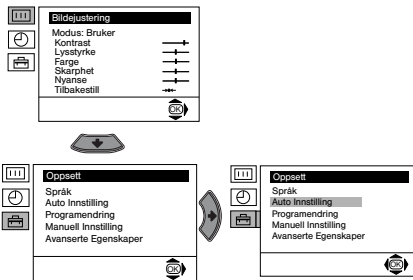 Bildejustering
Modus: Bruker
Kontrast
Lysstyrke
Farge
Skarphet
Nyanse
Tilbakestill
OK
Oppsett
Språk
Auto Innstilling
Programendring
Manuell Innstilling
Avanserte Egenskaper
OK
Oppsett
Språk
Auto Innstilling
Programendring
Manuell Innstilling
Avanserte Egenskaper
OK